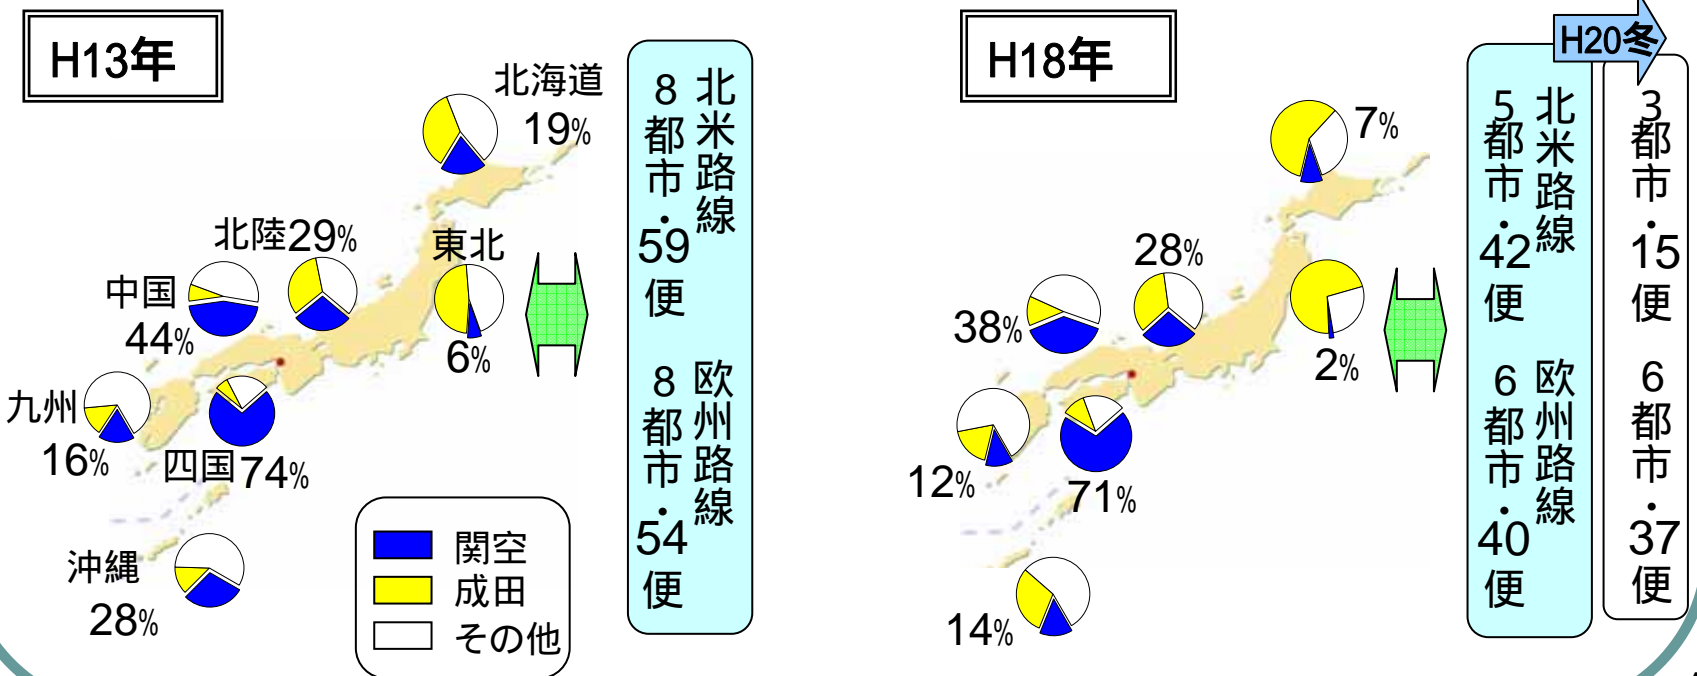 H13年
北海道
19%
北陸29%
東北
6%
中国
44%
九州
16%
四国74%
沖縄
28%
関空
成田
その他
北米路線
8都市・59便
欧州路線
8都市・54便
H18年
7%
28%
2%
38%
12%
71%
14%
H20冬
北米路線
5都市・42便
欧州路線
6都市・40便
3都市・15便
6都市・37便